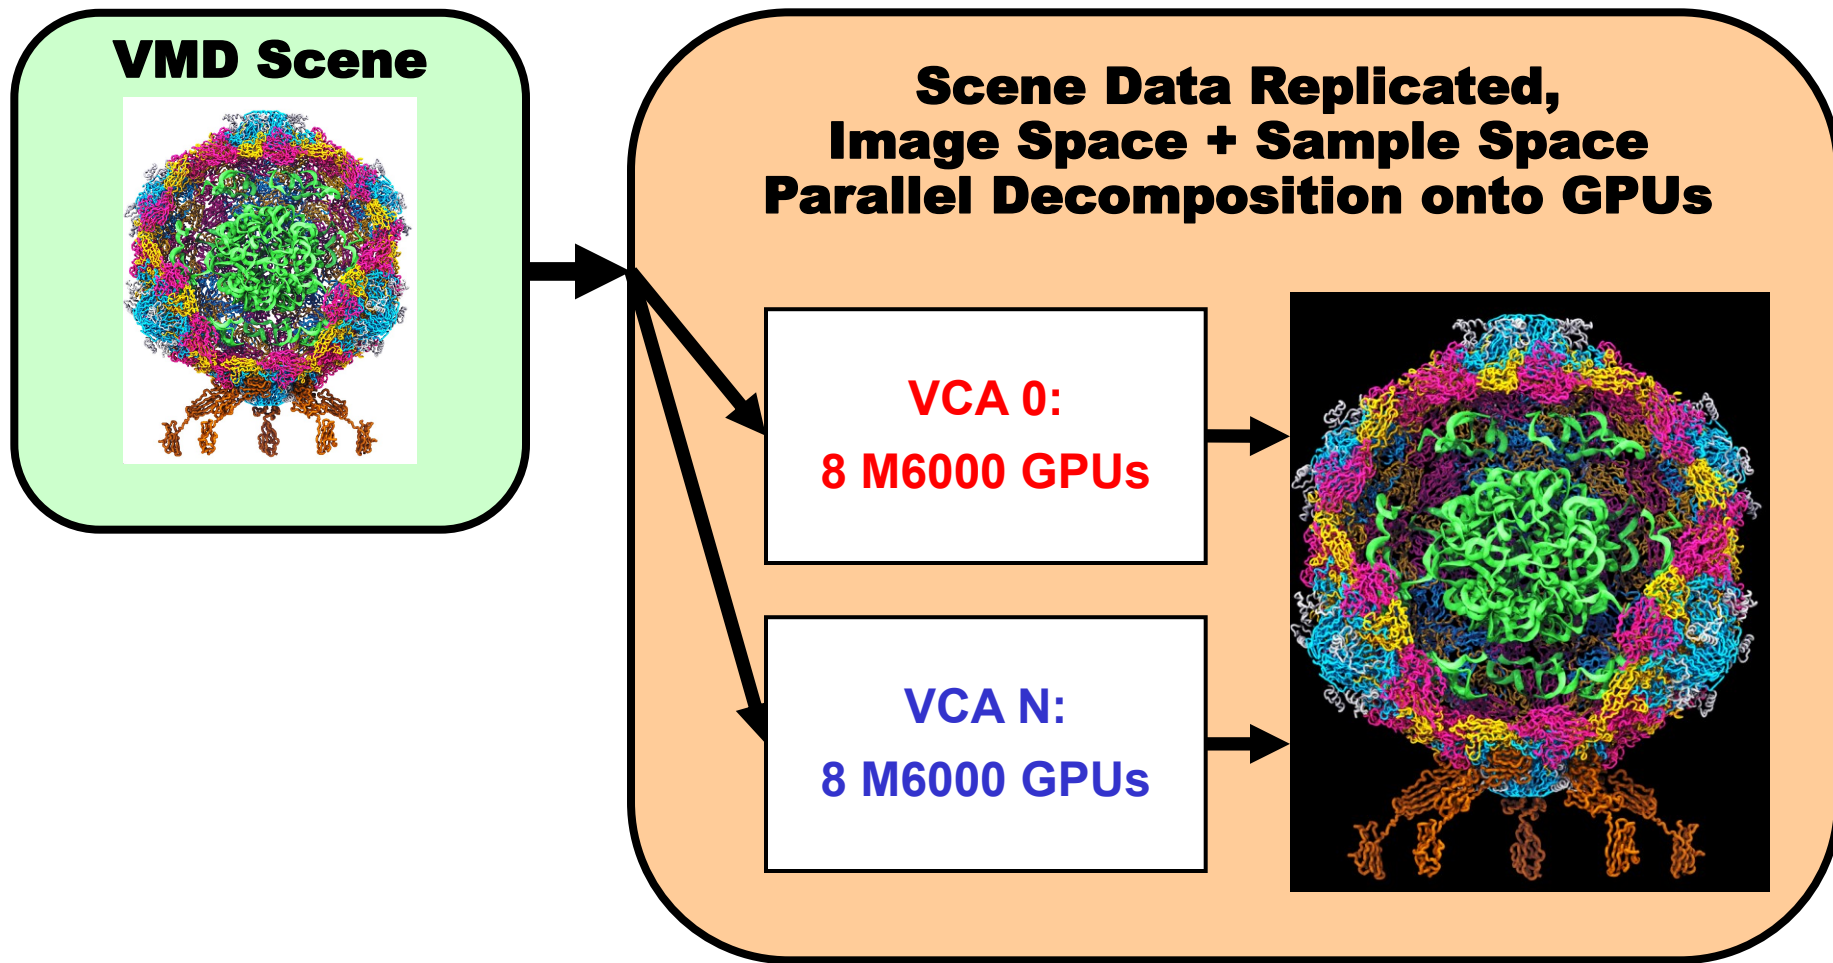 VMD Scene
Scene Data Replicated,
Image Space + Sample Space
Parallel Decomposition onto GPUs
VCA 0:
8 M6000 GPUs
VCA N:
8 M6000 GPUs